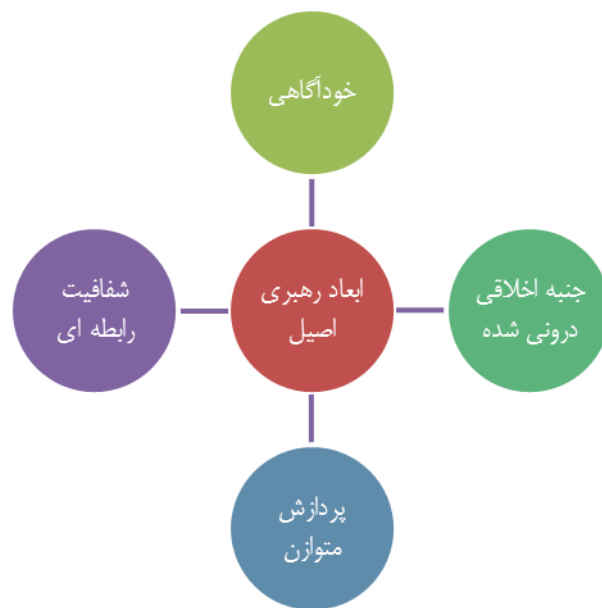 خودآگاهی
جنبه اخلاقی
درونی شده
ابعاد رهبری
اصیل
شفافیت
رابطه ای
پردازش
متوازن